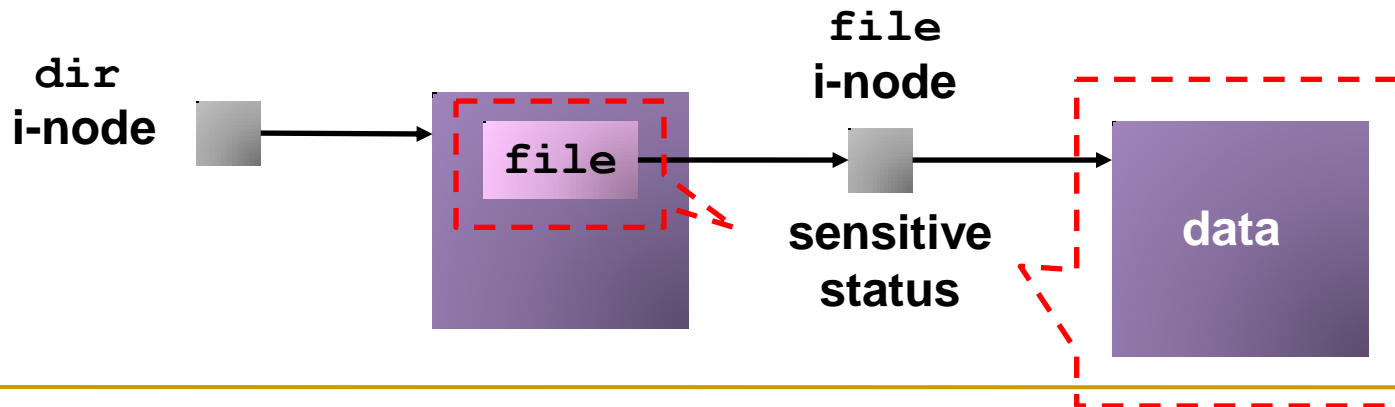 dir
i-node
file
file
i-node
sensitive
status
data